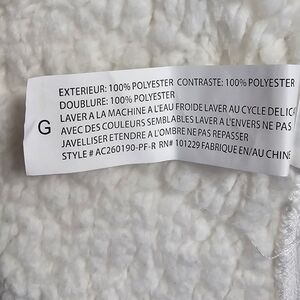 EXTERIEUR: 100% POLYESTER CONTRASTE: 100% POLYESTER
DOUBLURE: 100% POLYESTER
G
LAVER A LA MACHINE A L'EAU FROIDE LAVER AU CYCLE DELIC
AVEC DES COULEURS SEMBLABLES LAVER A L'ENVERS NE PAS
JAVELLISER ETENDRE A L'OMBRE NE PAS REPASSER
STYLE # AC260190-PF-R RN# 101229 FABRIQUE EN/AU CHINE